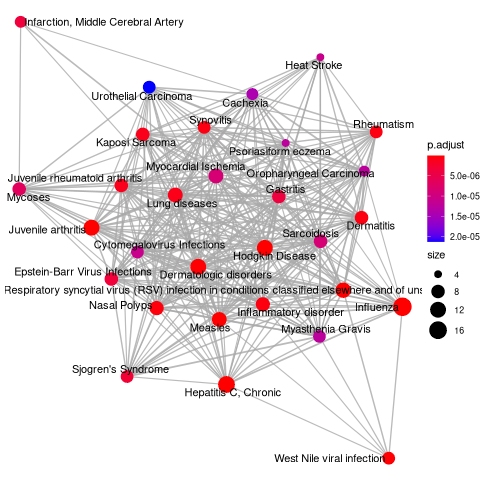 Infarction, Middle Cerebral Artery
Heat Stroke
Urothelial Carcinoma
Cachexia
Synovitis
Rheumatism
Kaposi Sarcoma
Psoriasiform eczema
Myocardial Ischemia
Oropharyngeal Carcinoma
Juvenile rheumatoid arthritis
Gastritis
Mycoses
Lung diseases
Dermatitis
Juvenile arthritis
Sarcoidosis
Cytomegalovirus Infections
Hodgkin Disease
Epstein-Barr Virus Infections
Dermatologic disorders
Respiratory syncytial virus (RSV) infection in conditions classified elsewhere and of uns
Nasal Polyps
Influenza
Inflammatory disorder
Measles
Myasthenia Gravis
Sjogren's Syndrome
Hepatitis C, Chronic
West Nile viral infection
p.adjust
5.0e-06
1.0e-05
1.5e-05
2.0e-05
size
4
8
12
16